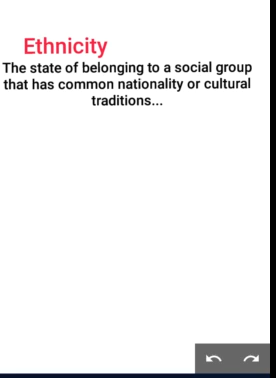 Ethnicity
The state of belonging to a social group
that has common nationality or cultural
traditions...